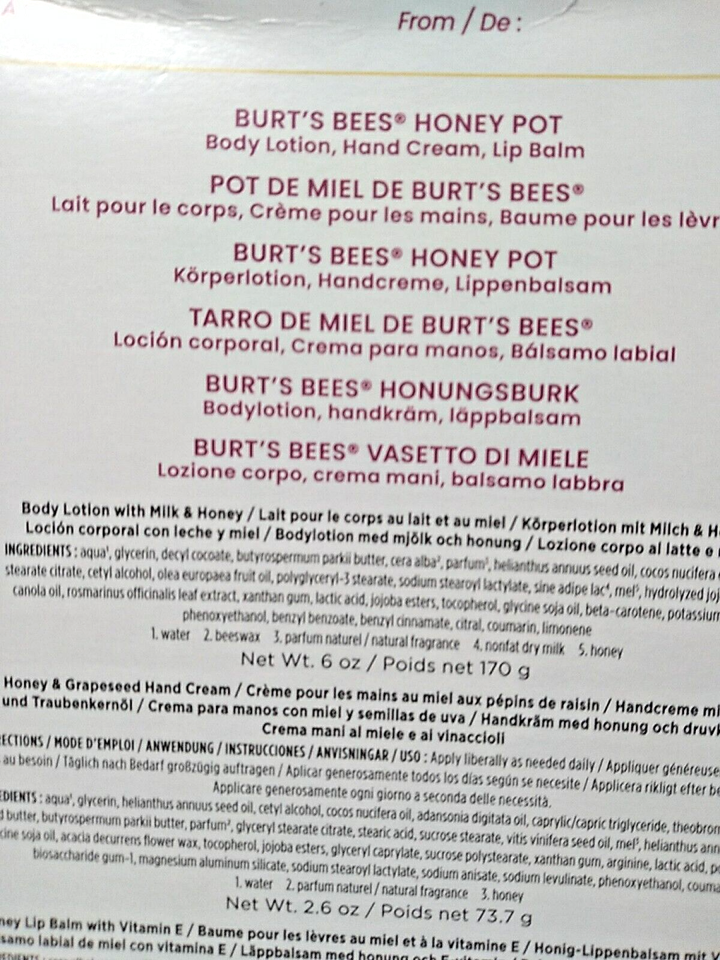 From / De :
BURT'S BEES® HONEY POT
Body Lotion, Hand Cream, Lip Balm
POT DE MIEL DE BURT'S BEES®
Lait pour le corps, Crème pour les mains, Baume pour les lèvr
BURT'S BEES® HONEY POT
Körperlotion, Handcreme, Lippenbalsam
TARRO DE MIEL DE BURT'S BEES®
Loción corporal, Crema para manos, Bálsamo labial
BURT'S BEES® HONUNGSBURK
Bodylotion, handkräm, läppbalsam
BURT'S BEES® VASETTO DI MIELE
Lozione corpo, crema mani, balsamo labbra
Body Lotion with Milk & Honey / Lait pour le corps au lait et au miel / Körperlotion mit Milch & H
Loción corporal con leche y miel / Bodylotion med mjölk och honung / Lozione corpo al latte e
INGREDIENTS : aqua¹, glycerin, decyl cocoate, butyrospermum parkii butter, cera alba², parfum³, helianthus annuus seed oil, cocos nucifera
stearate citrate, cetyl alcohol, olea europaea fruit oil, polyglyceryl-3 stearate, sodium stearoyl lactylate, sine adipe lac⁴, mel⁵, hydrolyzed joj
canola oil, rosmarinus officinalis leaf extract, xanthan gum, lactic acid, jojoba esters, tocopherol, glycine soja oil, beta-carotene, potassium
phenoxyethanol, benzyl benzoate, benzyl cinnamate, citral, coumarin, limonene
1. water 2. beeswax 3. parfum naturel / natural fragrance 4. nonfat dry milk 5. honey
Net Wt. 6 oz / Poids net 170 g
Honey & Grapeseed Hand Cream / Crème pour les mains au miel aux pépins de raisin / Handcreme mi
und Traubenkernöl / Crema para manos con miel y semillas de uva / Handkräm med honung och druvk
Crema mani al miele e ai vinaccioli
ECTIONS / MODE D'EMPLOI / ANWENDUNG / INSTRUCCIONES / ANVISNINGAR / USO : Apply liberally as needed daily / Appliquer généreuse
au besoin / Täglich nach Bedarf großzügig auftragen / Aplicar generosamente todos los días según se necesite / Applicera rikligt efter be
Applicare generosamente ogni giorno a seconda delle necessità.
EDIENTS : aqua¹, glycerin, helianthus annuus seed oil, cetyl alcohol, cocos nucifera oil, adansonia digitata oil, caprylic/capric triglyceride, theobrom
d butter, butyrospermum parkii butter, parfum², glyceryl stearate citrate, stearic acid, sucrose stearate, vitis vinifera seed oil, mel³, helianthus ann
cine soja oil, acacia decurrens flower wax, tocopherol, jojoba esters, glyceryl caprylate, sucrose polystearate, xanthan gum, arginine, lactic acid, po
biosaccharide gum-1, magnesium aluminum silicate, sodium stearoyl lactylate, sodium anisate, sodium levulinate, phenoxyethanol, couma
1. water 2. parfum naturel / natural fragrance 3. honey
Net Wt. 2.6 oz / Poids net 73.7 g
ney Lip Balm with Vitamin E / Baume pour les lèvres au miel et à la vitamine E / Honig-Lippenbalsam mit V
samo labial de miel con vitamina E / Läppbalsam med honung och E-